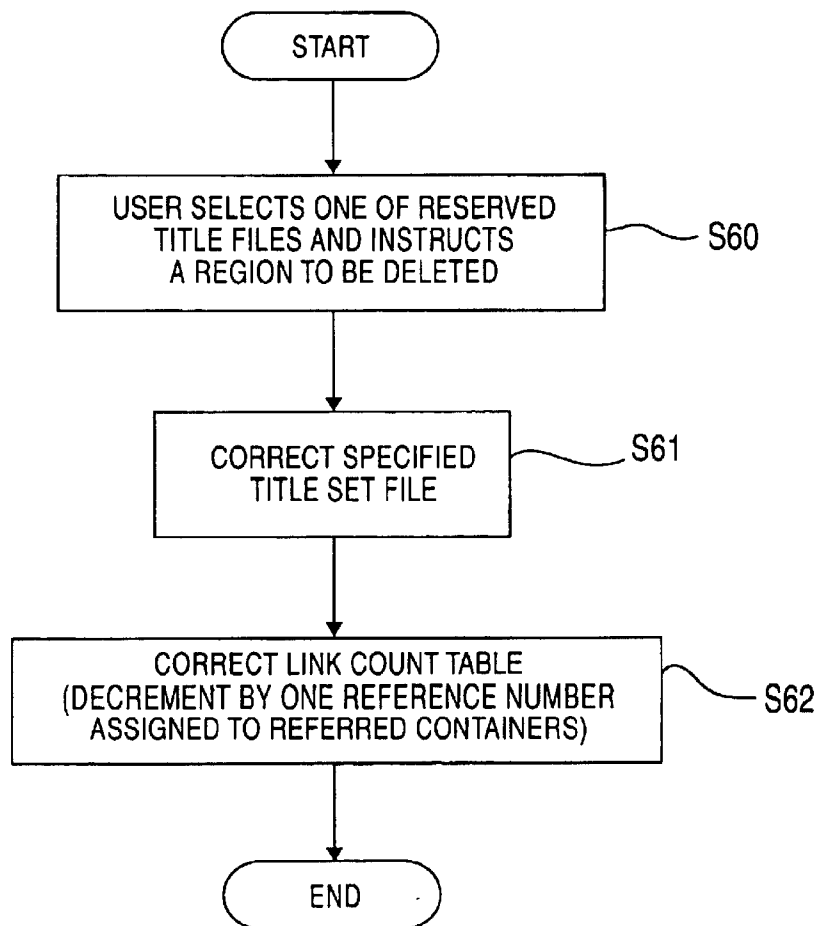 START
USER SELECTS ONE OF RESERVED
TITLE FILES AND INSTRUCTS
A REGION TO BE DELETED
S60
CORRECT SPECIFIED
TITLE SET FILE
S61
CORRECT LINK COUNT TABLE
(DECREMENT BY ONE REFERENCE NUMBER
ASSIGNED TO REFERRED CONTAINERS)
S62
END